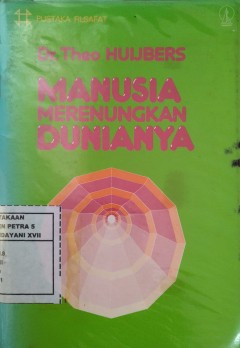 PUSTAKA FILSAFAT
Dr. Theo HUIJBERS
MANUSIA
MERENUNGKAN
DUNIANYA
TAKAAN
N PETRA 5
DAYANI XVII